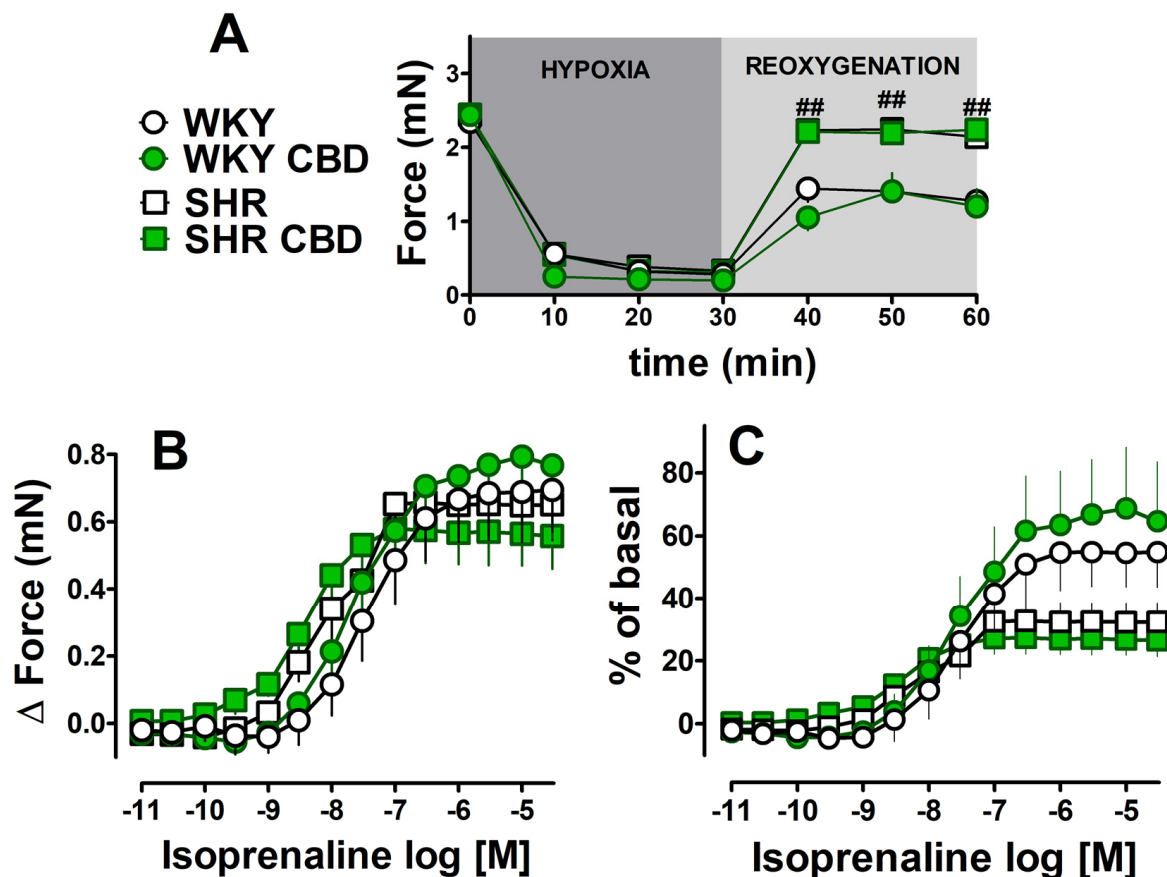 A
WKY
WKY CBD
SHR
SHR CBD
HYPOXIA
REOXYGENATION
##
##
##
Force (mN)
3
2
1
0
0 10 20 30 40 50 60
time (min)
B
Δ Force (mN)
0.8
0.6
0.4
0.2
0.0
-11 -10 -9 -8 -7 -6 -5
Isoprenaline log [M]
C
% of basal
80
60
40
20
0
-11 -10 -9 -8 -7 -6 -5
Isoprenaline log [M]